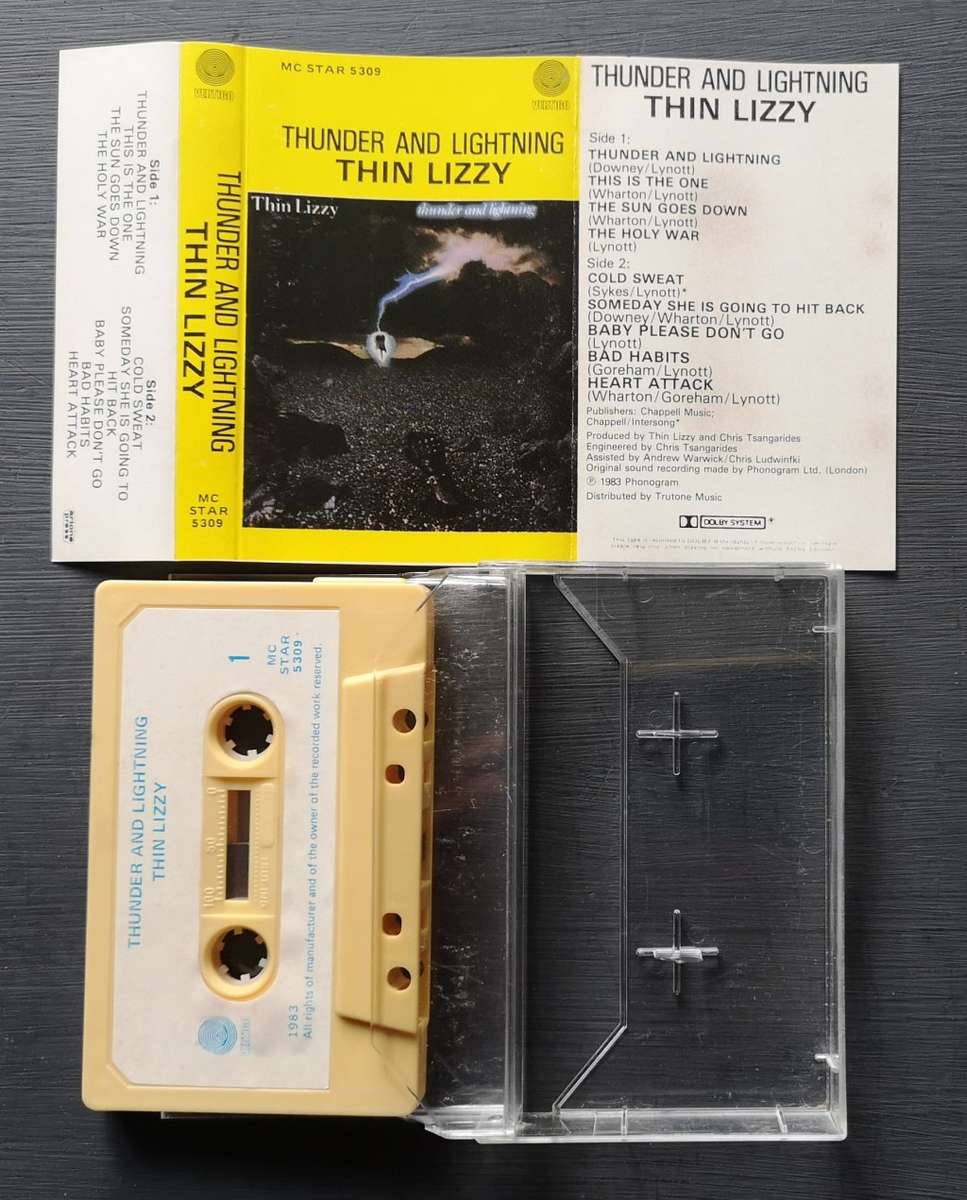 Side 1:
THUNDER AND LIGHTNING
THIS IS THE ONE
THE SUN GOES DOWN
THE HOLY WAR
Side 2:
COLD SWEAT
SOMEDAY SHE IS GOING TO
HIT BACK
BABY PLEASE DON'T GO
BAD HABITS
HEART ATTACK
VERTIGO
THUNDER AND LIGHTNING
THIN LIZZY
MC
STAR
5309
MC STAR 5309
VERTIGO
THUNDER AND LIGHTNING
THIN LIZZY
Thin Lizzy
thunder and lightning
THUNDER AND LIGHTNING
THIN LIZZY
Side 1:
THUNDER AND LIGHTNING
(Downey/Lynott)
THIS IS THE ONE
(Wharton/Lynott)
THE SUN GOES DOWN
(Wharton/Lynott)
THE HOLY WAR
(Lynott)
Side 2:
COLD SWEAT
(Sykes/Lynott)*
SOMEDAY SHE IS GOING TO HIT BACK
(Downey/Wharton/Lynott)
BABY PLEASE DON'T GO
(Lynott)
BAD HABITS
(Goreham/Lynott)
HEART ATTACK
(Wharton/Goreham/Lynott)
Publishers: Chappell Music;
Chappell/Intersong*
Produced by Thin Lizzy and Chris Tsangarides
Engineered by Chris Tsangarides
Assisted by Andrew Warwick/Chris Ludwinfki
Original sound recording made by Phonogram Ltd. (London)
℗ 1983 Phonogram
Distributed by Trutone Music
DOLBY SYSTEM
THUNDER AND LIGHTNING
THIN LIZZY
1
MC
STAR
5309
100 50 0
VERTIGO
1983
All rights of manufacturer and of the owner of the recorded work reserved.